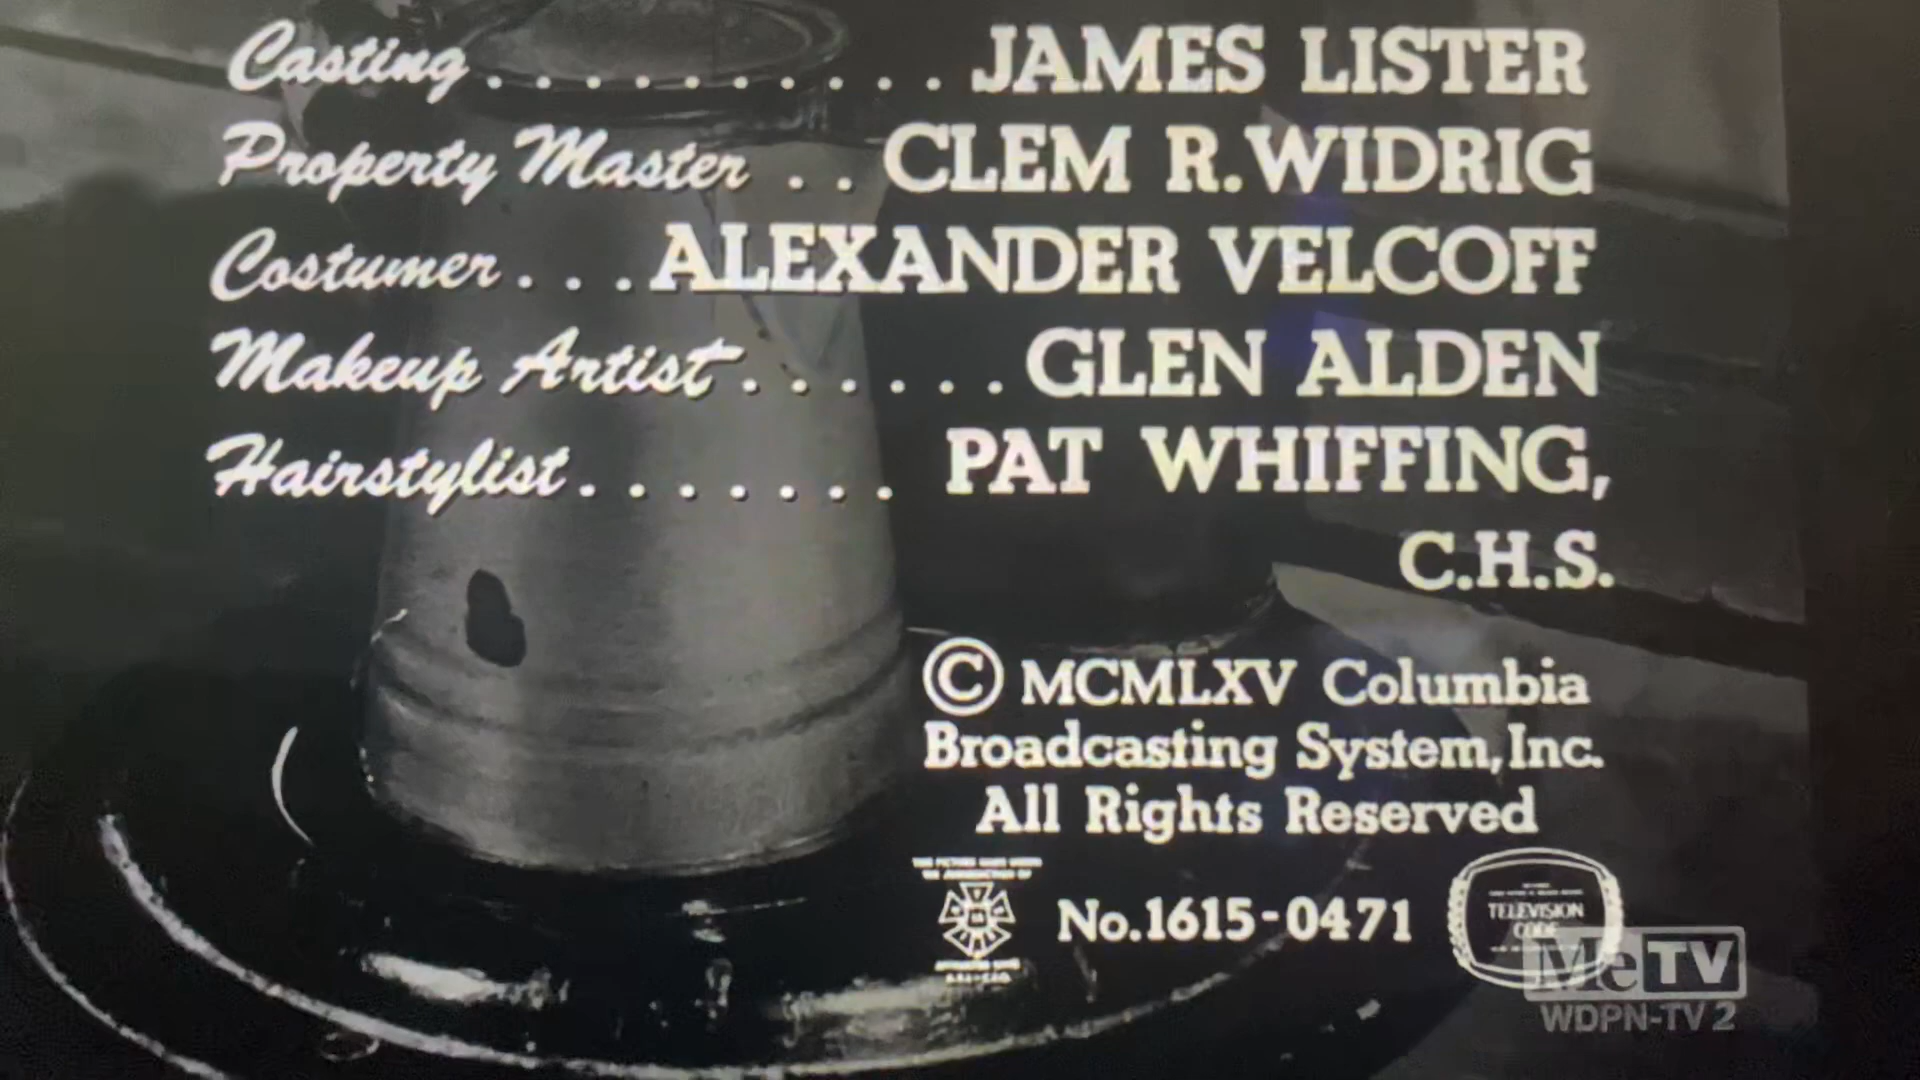 Casting . . . . . . . . . . JAMES LISTER
Property Master . . CLEM R. WIDRIG
Costumer . . . ALEXANDER VELCOFF
Makeup Artist . . . . . . GLEN ALDEN
Hairstylist . . . . . . . PAT WHIFFING,
C.H.S.
© MCMLXV Columbia
Broadcasting System, Inc.
All Rights Reserved
No. 1615-0471
TELEVISION
CODE
MeTV
WDPN-TV 2